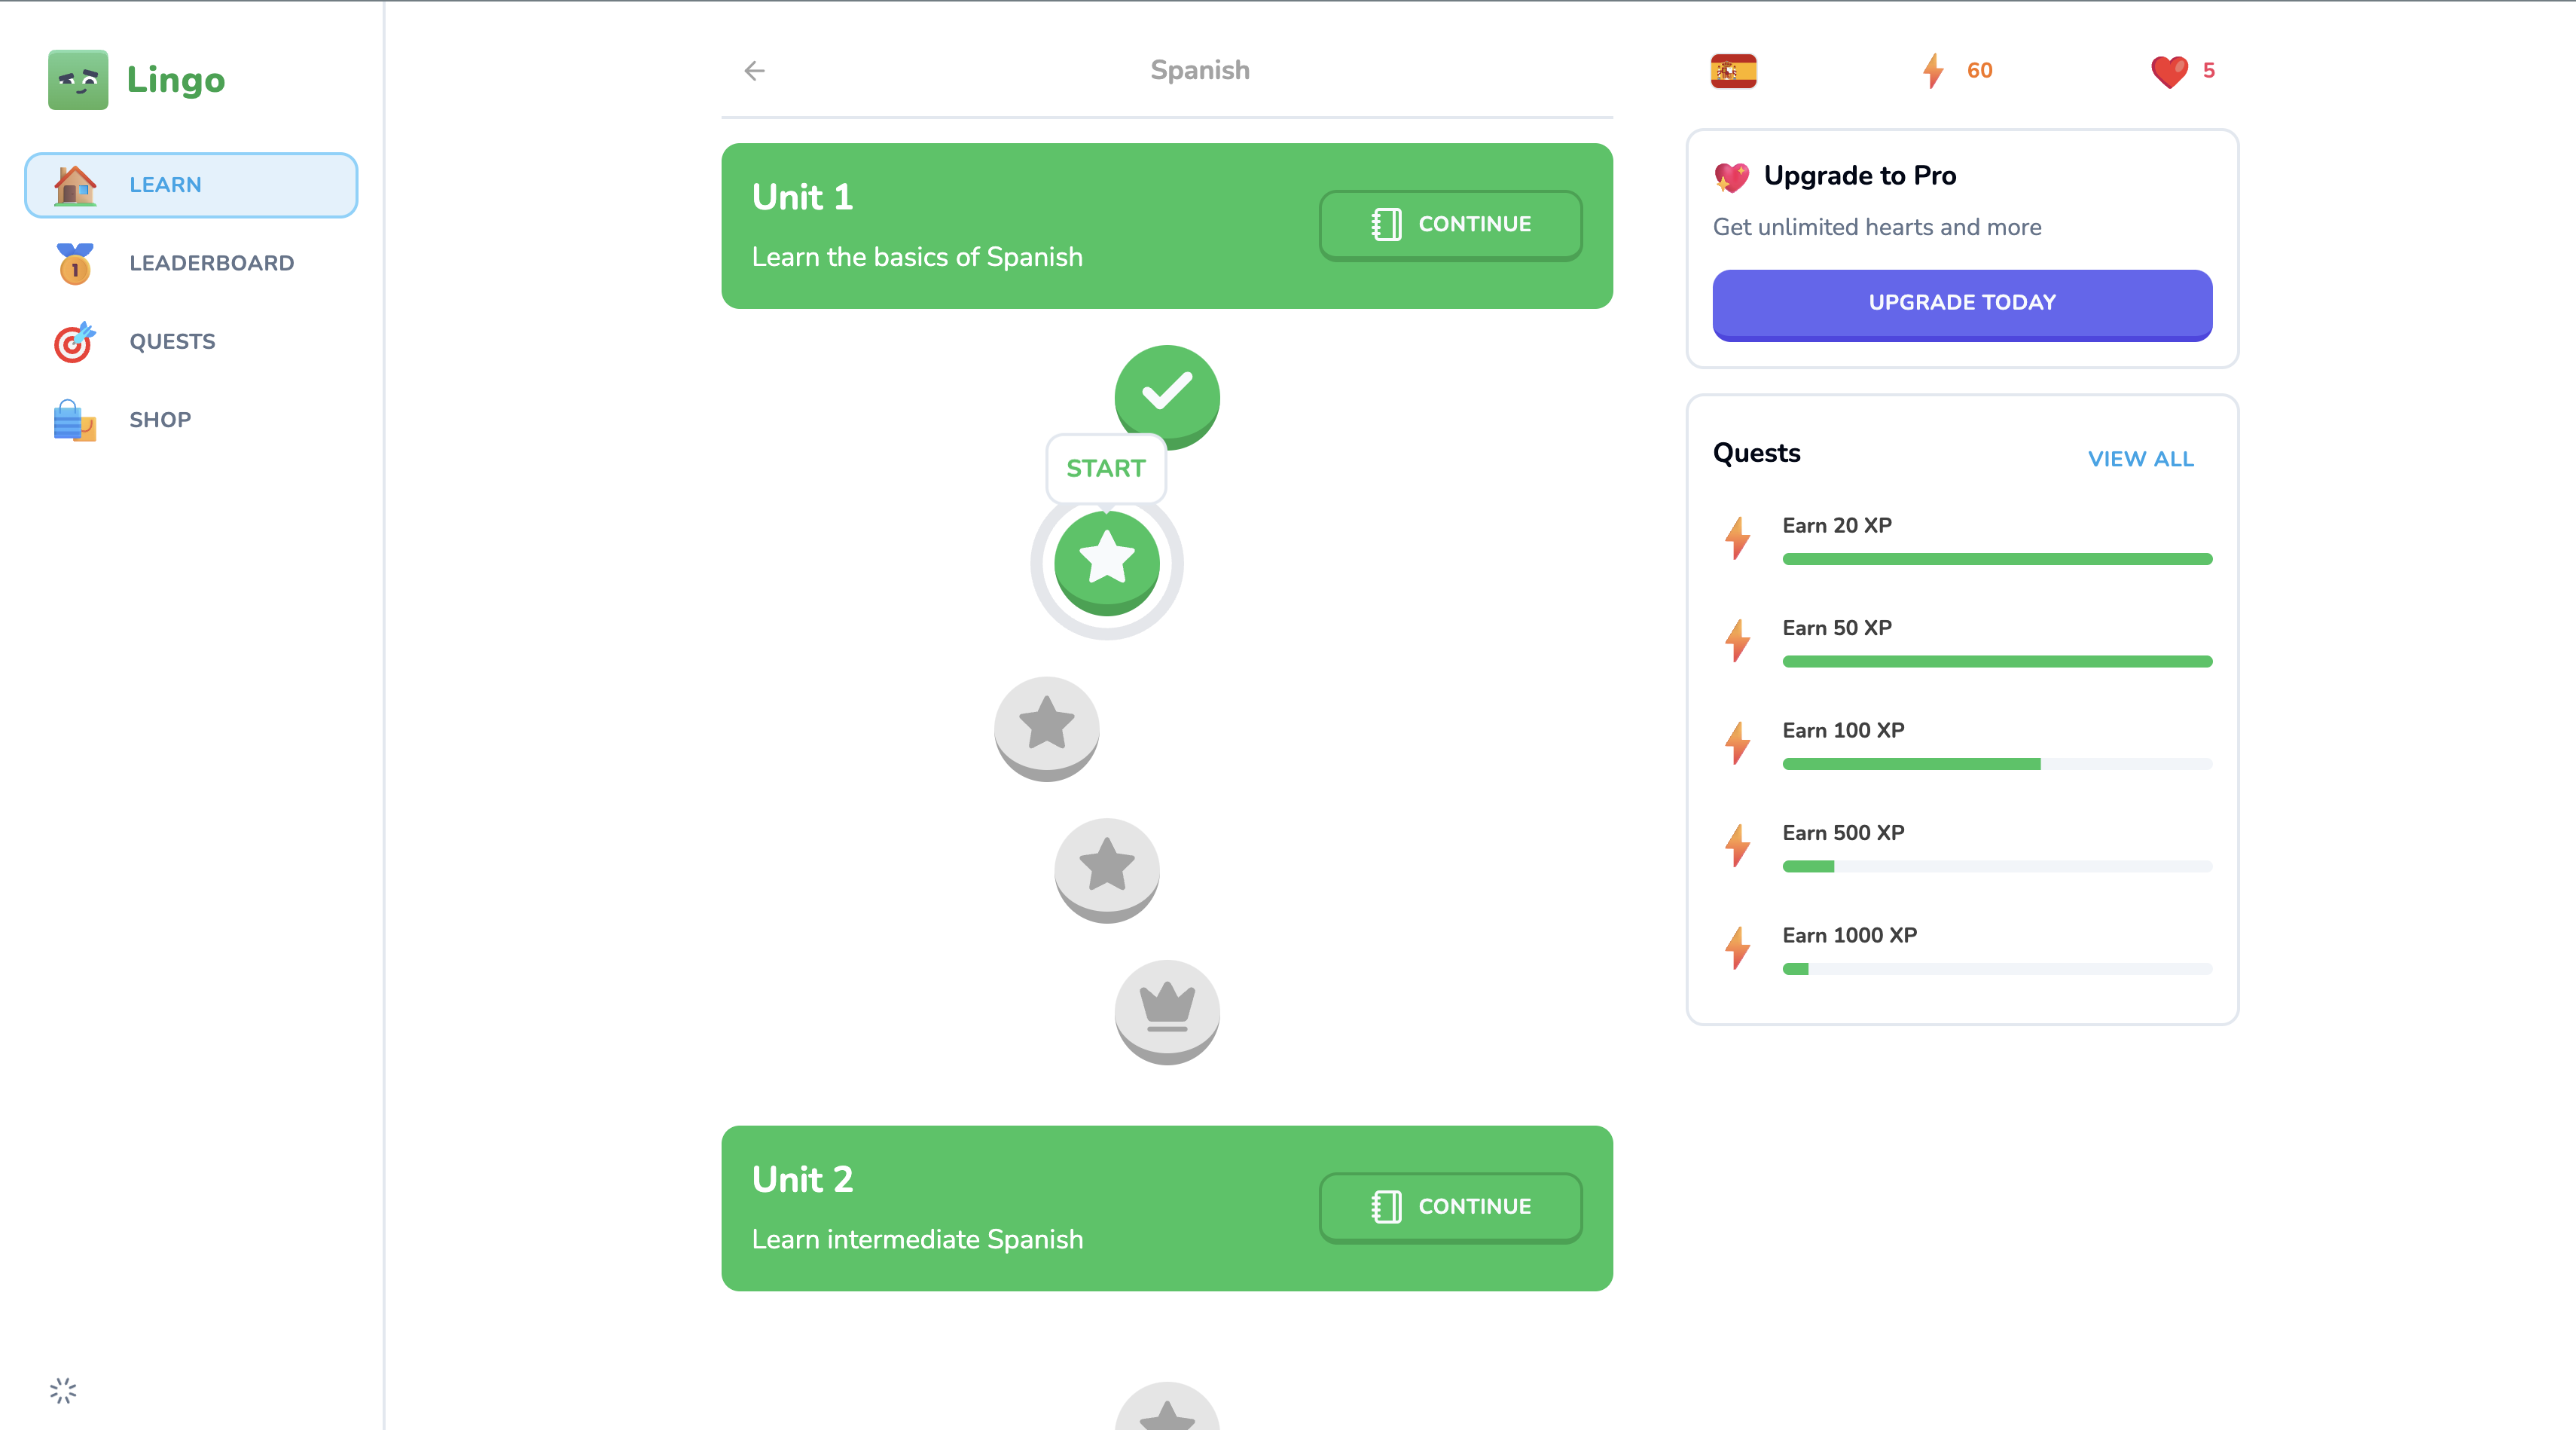 Lingo
LEARN
1
LEADERBOARD
QUESTS
SHOP
Spanish
Unit 1
Learn the basics of Spanish
CONTINUE
START
Unit 2
Learn intermediate Spanish
CONTINUE
60
5
Upgrade to Pro
Get unlimited hearts and more
UPGRADE TODAY
Quests
VIEW ALL
Earn 20 XP
Earn 50 XP
Earn 100 XP
Earn 500 XP
Earn 1000 XP